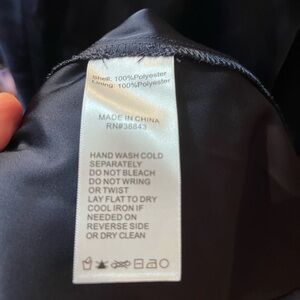 Shell: 100%Polyester
Lining: 100%Polyester
MADE IN CHINA
RN#38843
HAND WASH COLD
SEPARATELY
DO NOT BLEACH
DO NOT WRING
OR TWIST
LAY FLAT TO DRY
COOL IRON IF
NEEDED ON
REVERSE SIDE
OR DRY CLEAN